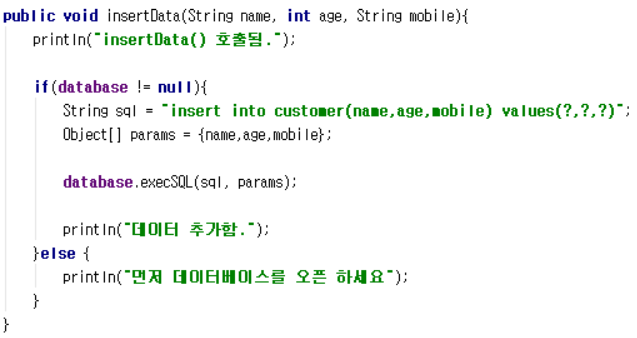 public void insertData(String name, int age, String mobile){
println("insertData() 호출됨.");
if(database != null){
String sql = "insert into customer(name,age,mobile) values(?,?,?)";
Object[] params = {name,age,mobile};
database.execSQL(sql, params);
println("데이터 추가함.");
}else {
println("먼저 데이터베이스를 오픈 하세요");
}
}